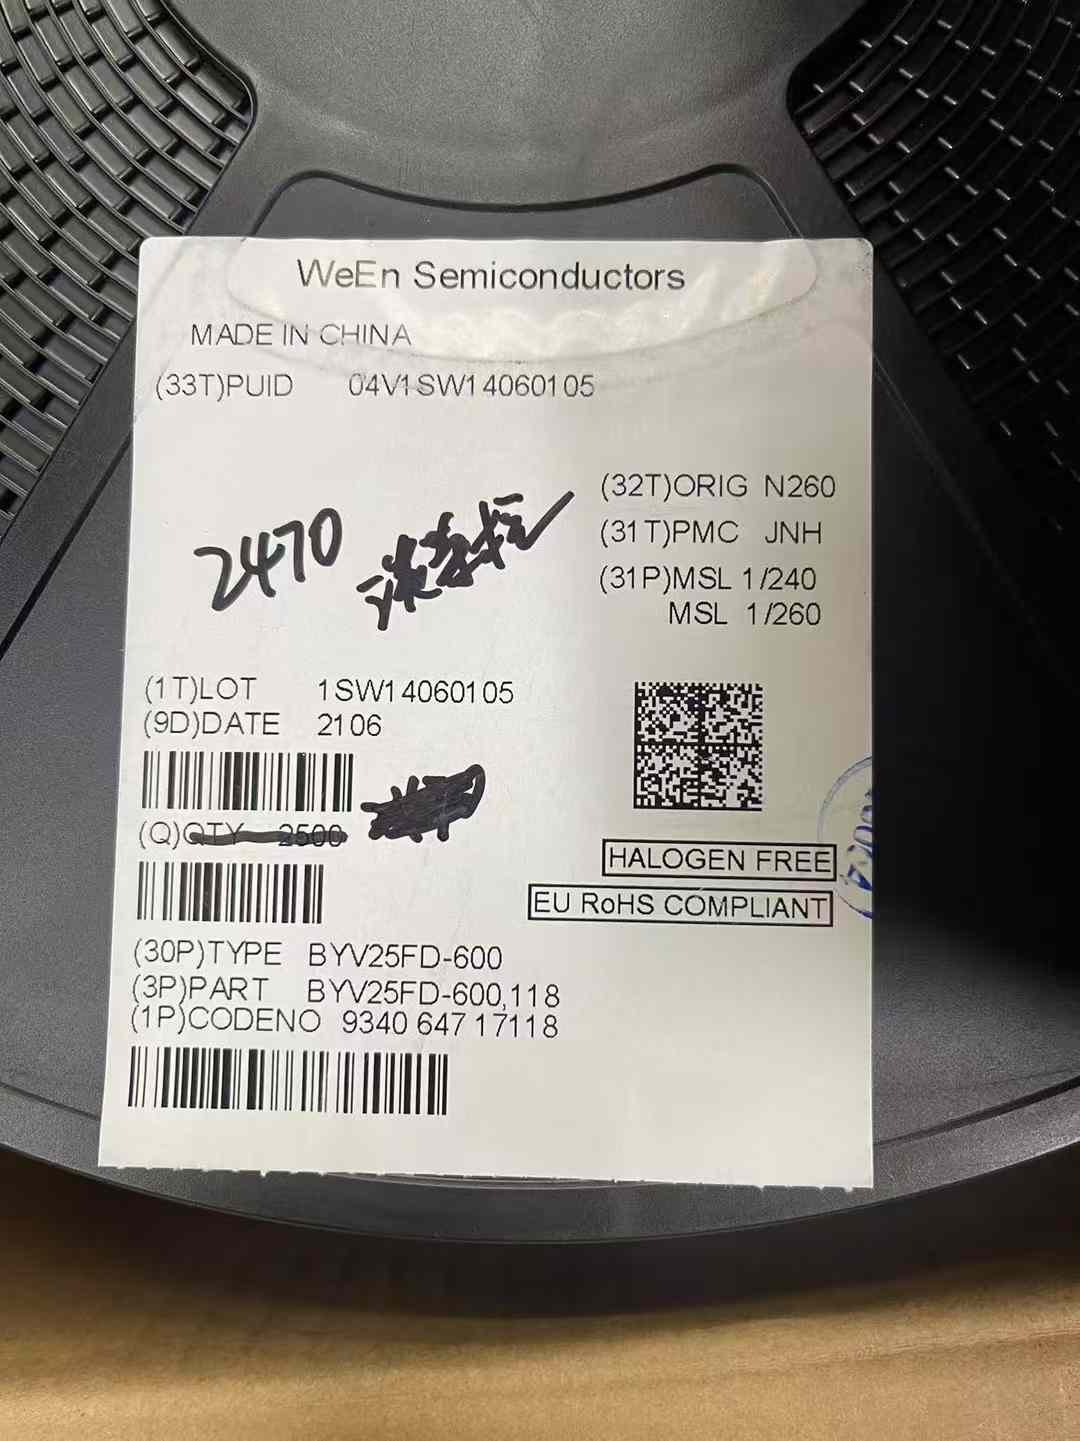 WeEn Semiconductors
MADE IN CHINA
(33T)PUID 04V1SW14060105
(32T)ORIG N260
(31T)PMC JNH
(31P)MSL 1/240
MSL 1/260
2470
(1T)LOT 1SW14060105
(9D)DATE 2106
(Q)QTY 2500
HALOGEN FREE
EU RoHS COMPLIANT
(30P)TYPE BYV25FD-600
(3P)PART BYV25FD-600,118
(1P)CODENO 9340 647 17118